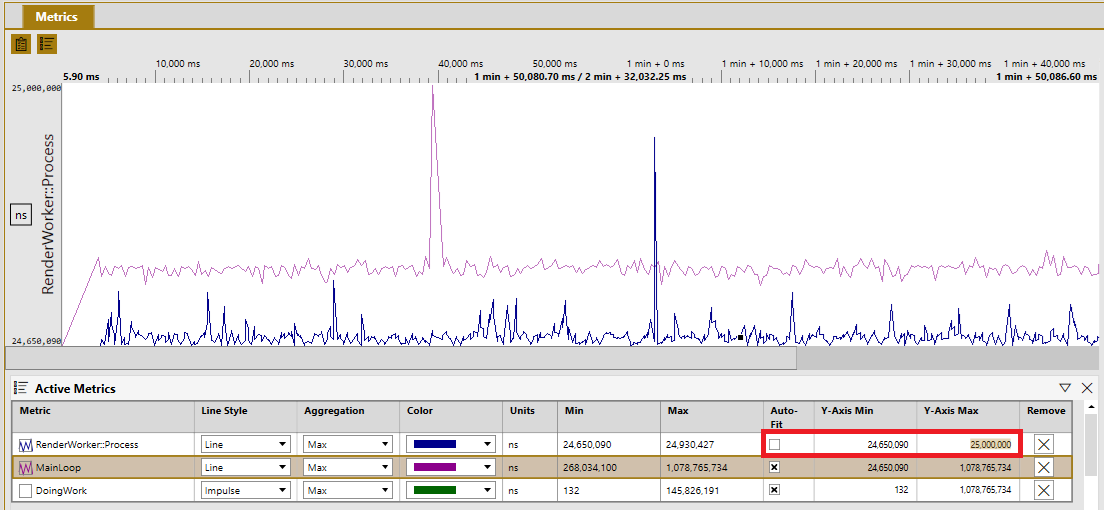 Metrics
10,000 ms 20,000 ms 30,000 ms 40,000 ms 50,000 ms 1 min + 0 ms 1 min + 10,000 ms 1 min + 20,000 ms 1 min + 30,000 ms 1 min + 40,000 ms
5.90 ms 1 min + 50,080.70 ms / 2 min + 32,032.25 ms 1 min + 50,086.60 ms
25,000,000
RenderWorker::Process
ns
24,650,090
Active Metrics
Metric Line Style Aggregation Color Units Min Max Auto-Fit Y-Axis Min Y-Axis Max Remove
RenderWorker::Process Line Max ns 24,650,090 24,930,427 24,650,090 25,000,000
MainLoop Line Max ns 268,034,100 1,078,765,734 24,650,090 1,078,765,734
DoingWork Impulse Max ns 132 145,826,191 132 1,078,765,734